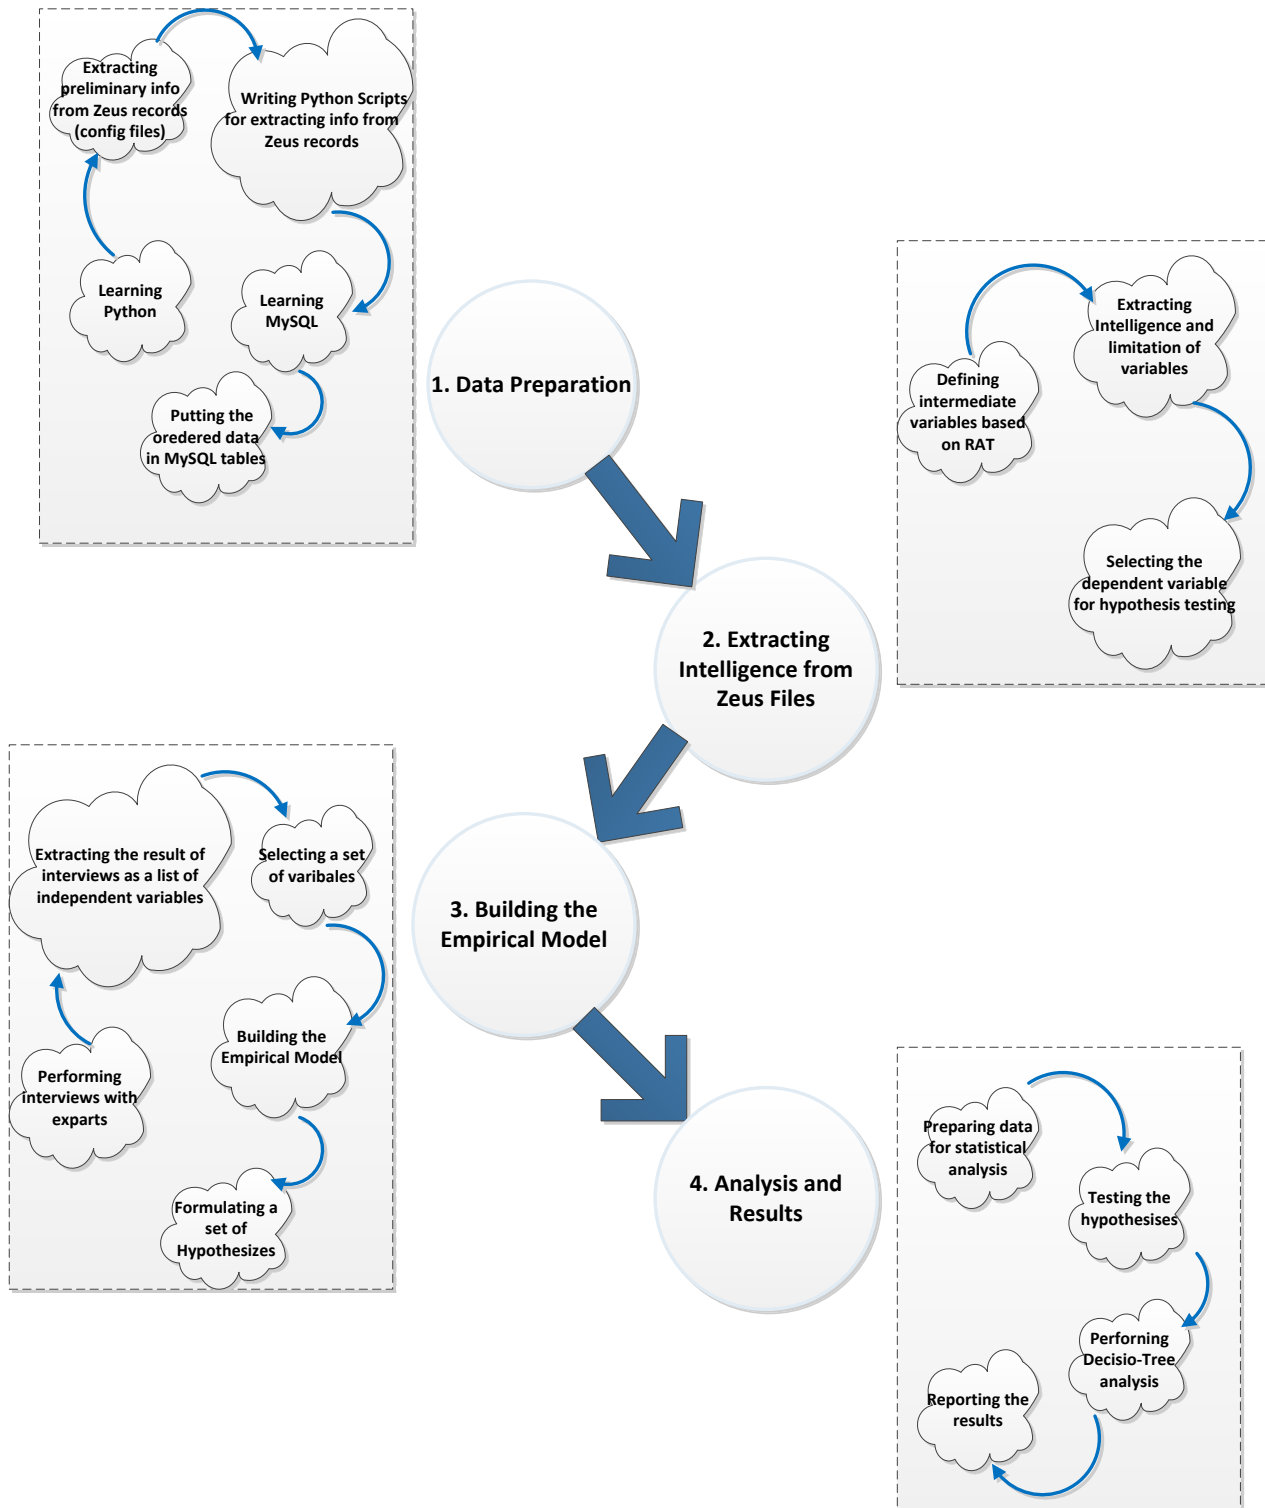 Extracting
preliminary info
from Zeus records
(config files)
Writing Python Scripts
for extracting info from
Zeus records
Learning
Python
Learning
MySQL
Putting the
oredered data
in MySQL tables
1. Data Preparation
Defining
intermediate
variables based
on RAT
Extracting
Intelligence and
limitation of
variables
Selecting the
dependent variable
for hypothesis testing
2. Extracting
Intelligence from
Zeus Files
Performing
interviews with
exparts
Extracting the result of
interviews as a list of
independent variables
Selecting a set
of varibales
Building the
Empirical Model
Formulating a
set of
Hypothesizes
3. Building the
Empirical Model
4. Analysis and
Results
Preparing data
for statistical
analysis
Testing the
hypothesises
Perforning
Decisio-Tree
analysis
Reporting the
results